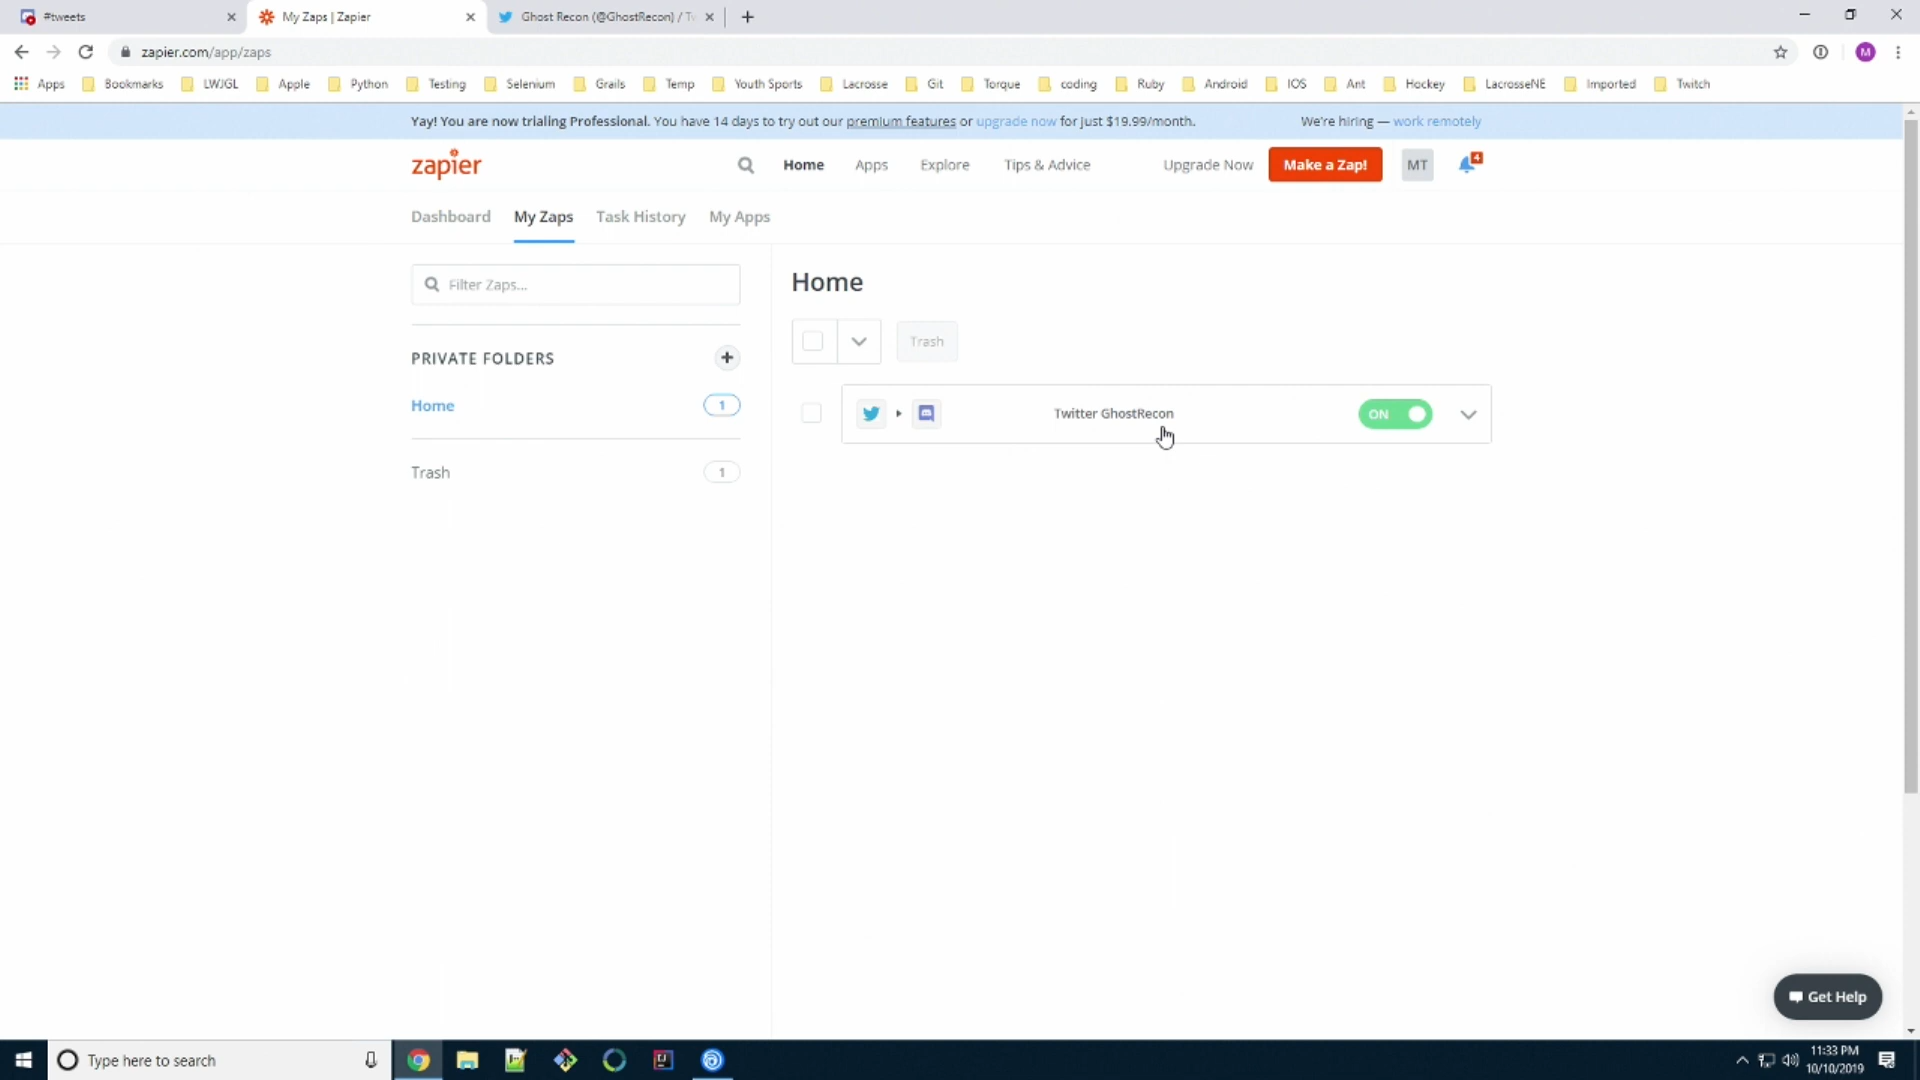 #tweets
My Zaps | Zapier
Ghost Recon (@GhostRecon) / Tw
zapier.com/app/zaps
M
Apps Bookmarks LWJGL Apple Python Testing Selenium Grails Temp Youth Sports Lacrosse Git Torque coding Ruby Android IOS Ant Hockey LacrosseNE Imported Twitch
Yay! You are now trialing Professional. You have 14 days to try out our premium features or upgrade now for just $19.99/month.
We're hiring — work remotely
zapier
Home Apps Explore Tips & Advice Upgrade Now Make a Zap! MT 4
Dashboard My Zaps Task History My Apps
Filter Zaps...
PRIVATE FOLDERS
Home 1
Trash 1
Home
Trash
Twitter GhostRecon ON
Get Help
Type here to search
11:33 PM
10/10/2019